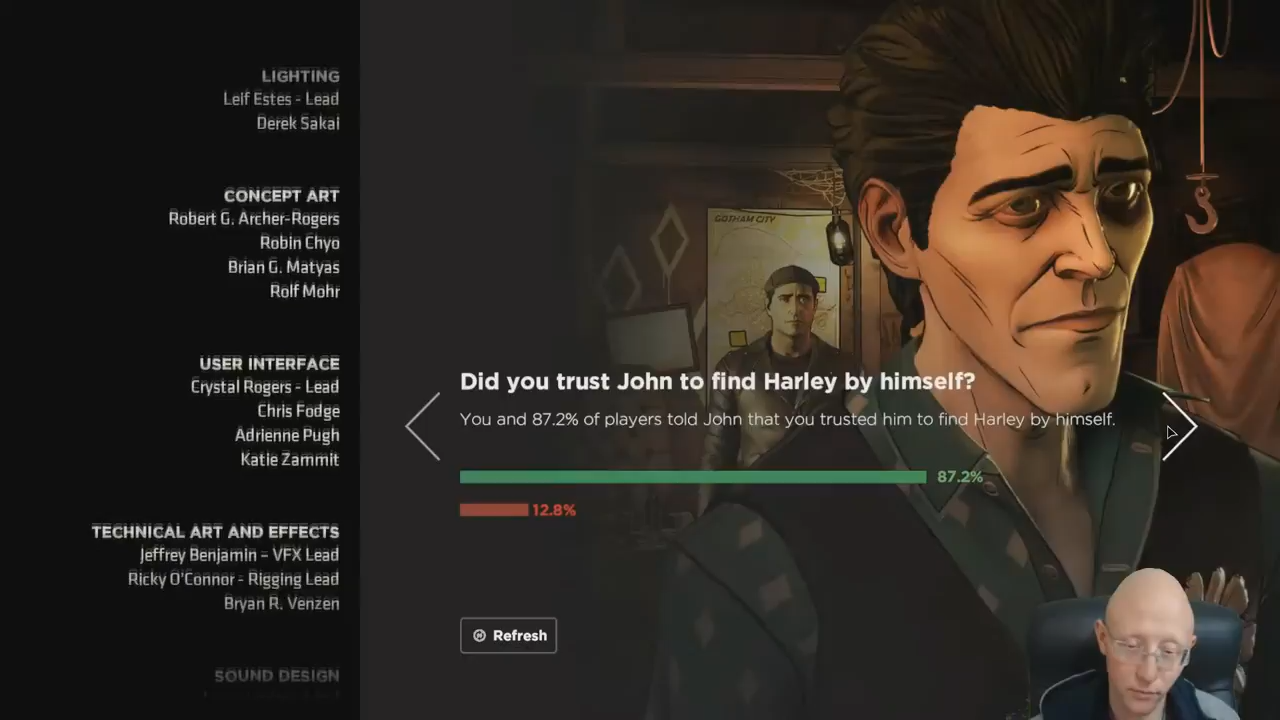 LIGHTING
Leif Estes - Lead
Derek Sakai
CONCEPT ART
Robert G. Archer-Rogers
Robin Chyo
Brian G. Matyas
Rolf Mohr
USER INTERFACE
Crystal Rogers - Lead
Chris Fodge
Adrienne Pugh
Katie Zammit
TECHNICAL ART AND EFFECTS
Jeffrey Benjamin - VFX Lead
Ricky O'Connor - Rigging Lead
Bryan R. Venzen
SOUND DESIGN
GOTHAM CITY
Did you trust John to find Harley by himself?
You and 87.2% of players told John that you trusted him to find Harley by himself.
87.2%
12.8%
Refresh